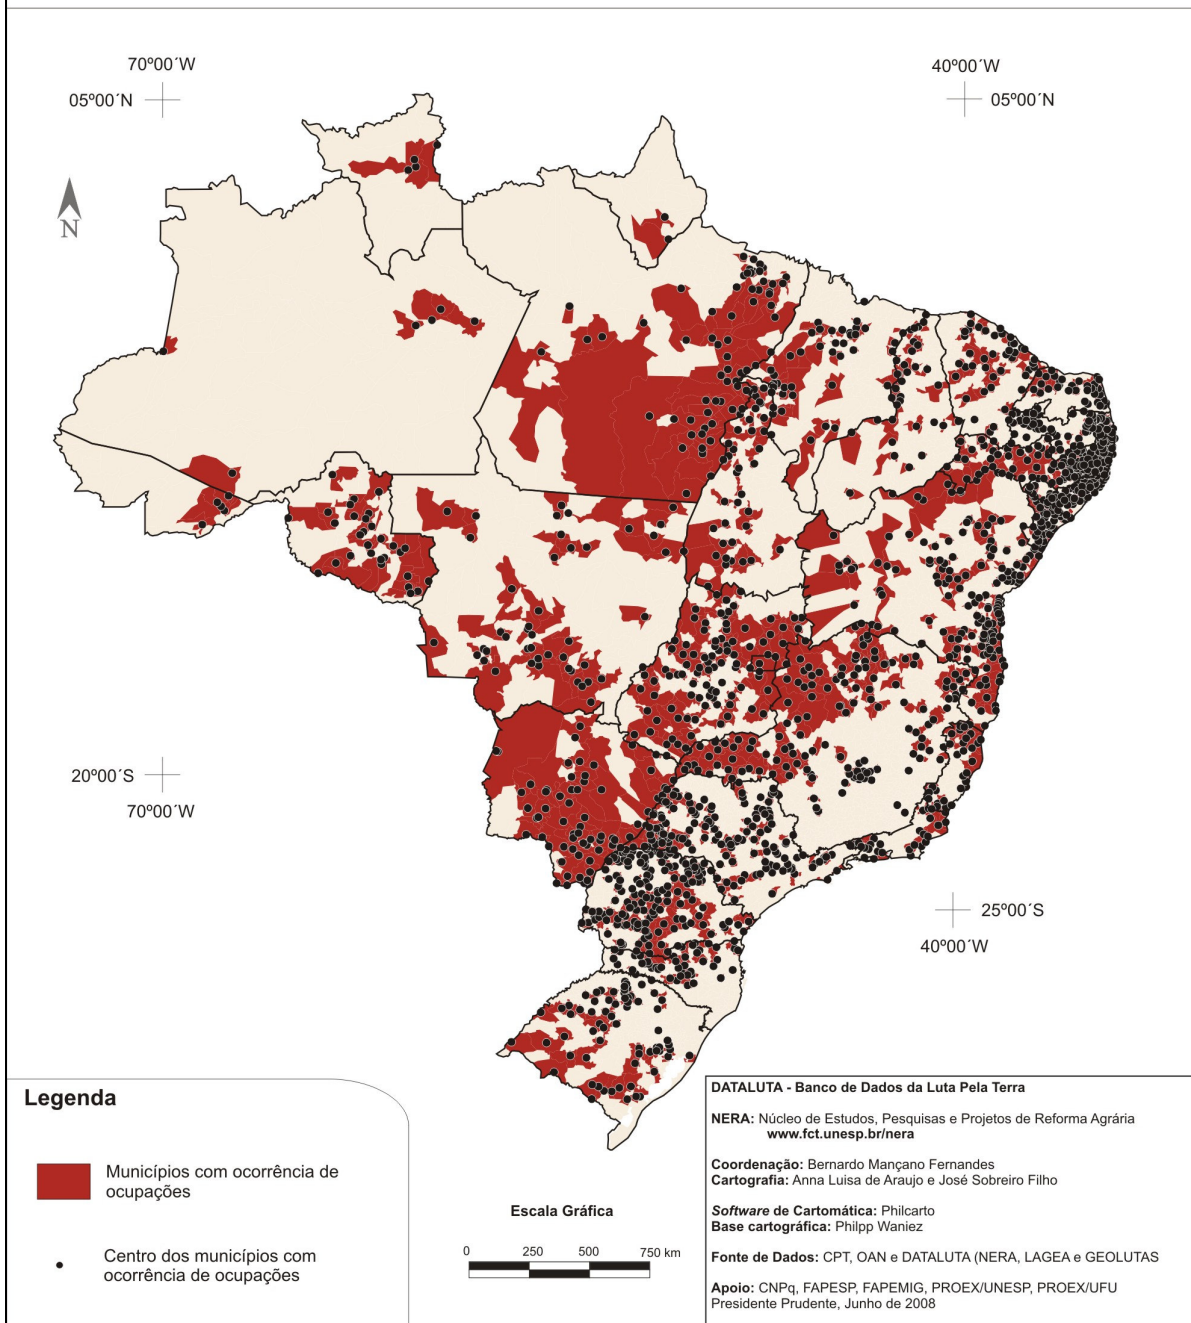 70º00´W
05º00´N
40º00´W
05º00´N
N
20º00´S
70º00´W
25º00´S
40º00´W
Legenda
Municípios com ocorrência de
ocupações
Centro dos municípios com
ocorrência de ocupações
Escala Gráfica
0 250 500 750 km
DATALUTA - Banco de Dados da Luta Pela Terra
NERA: Núcleo de Estudos, Pesquisas e Projetos de Reforma Agrária
www.fct.unesp.br/nera
Coordenação: Bernardo Mançano Fernandes
Cartografia: Anna Luisa de Araujo e José Sobreiro Filho
Software de Cartomática: Philcarto
Base cartográfica: Philpp Waniez
Fonte de Dados: CPT, OAN e DATALUTA (NERA, LAGEA e GEOLUTAS
Apoio: CNPq, FAPESP, FAPEMIG, PROEX/UNESP, PROEX/UFU
Presidente Prudente, Junho de 2008